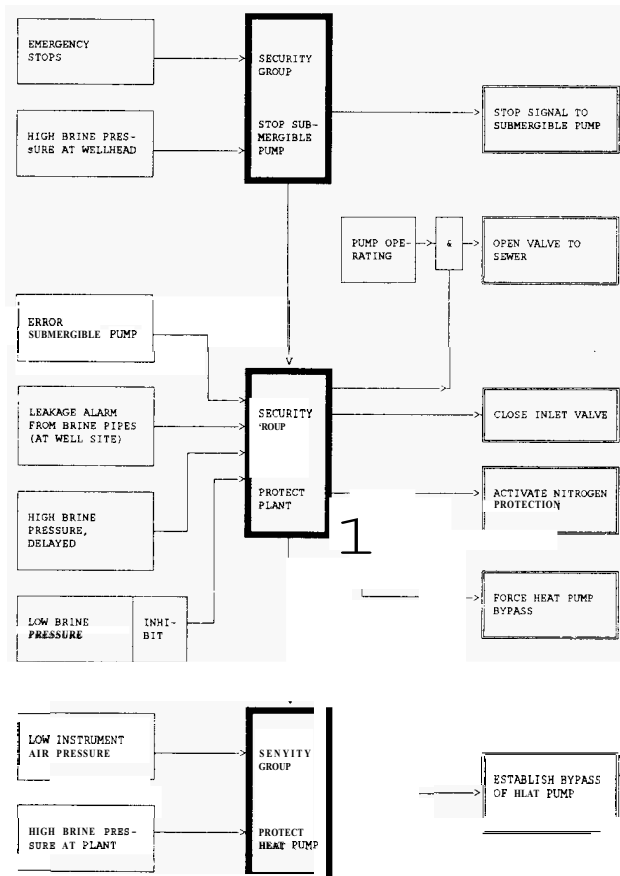 EMERGENCY
STOPS
SECURITY
GROUP
STOP SUB-
MERGIBLE
PUMP
STOP SIGNAL TO
SUBMERGIBLE PUMP
HIGH BRINE PRES-
SURE AT WELLHEAD
PUMP OPE-
RATING
&
OPEN VALVE TO
SEWER
ERROR
SUBMERGIBLE PUMP
LEAKAGE ALARM
FROM BRINE PIPES
(AT WELL SITE)
SECURITY
'ROUP
PROTECT
PLANT
CLOSE INLET VALVE
ACTIVATE NITROGEN
PROTECTION
HIGH BRINE
PRESSURE,
DELAYED
1
FORCE HEAT PUMP
BYPASS
LOW BRINE
PRESSURE
INHI-
BIT
LOW INSTRUMENT
AIR PRESSURE
SENYITY
GROUP
PROTECT
HEAT PUMP
ESTABLISH BYPASS
OF HLAT PUMP
HIGH BRINE PRES-
SURE AT PLANT